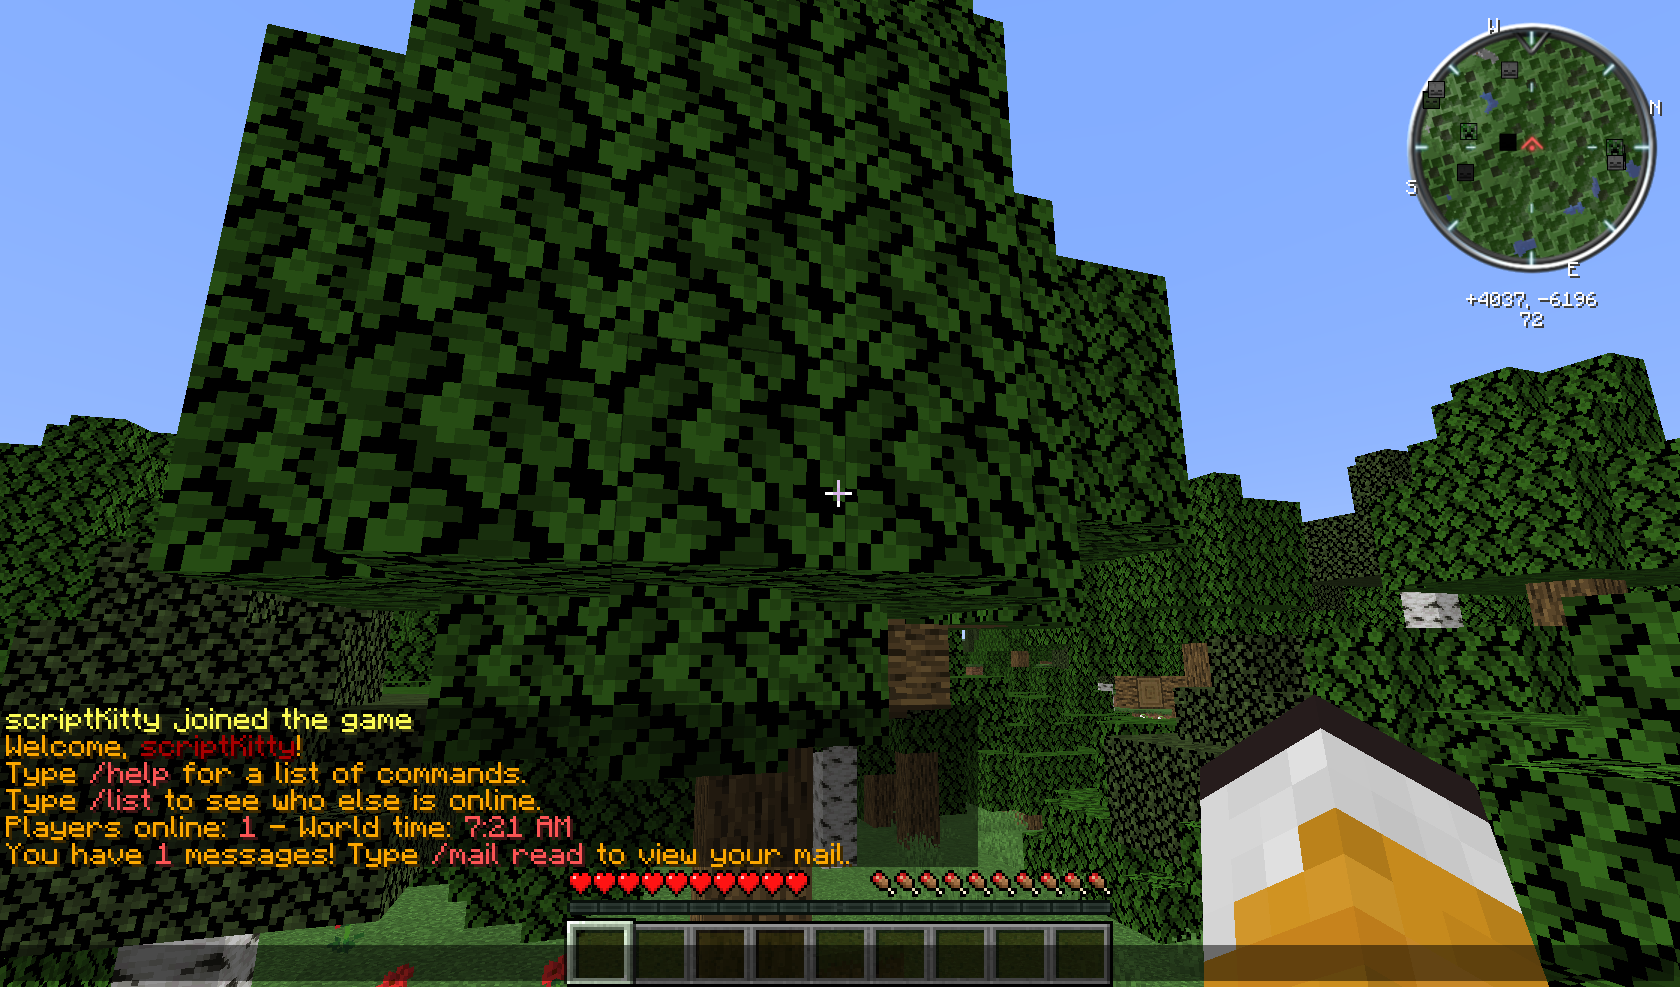 W
N
S
E
+4037, -6196
72
scriptKitty joined the game
Welcome, scriptKitty!
Type /help for a list of commands.
Type /list to see who else is online.
Players online: 1 – World time: 7:21 AM
You have 1 messages! Type /mail read to view your mail.